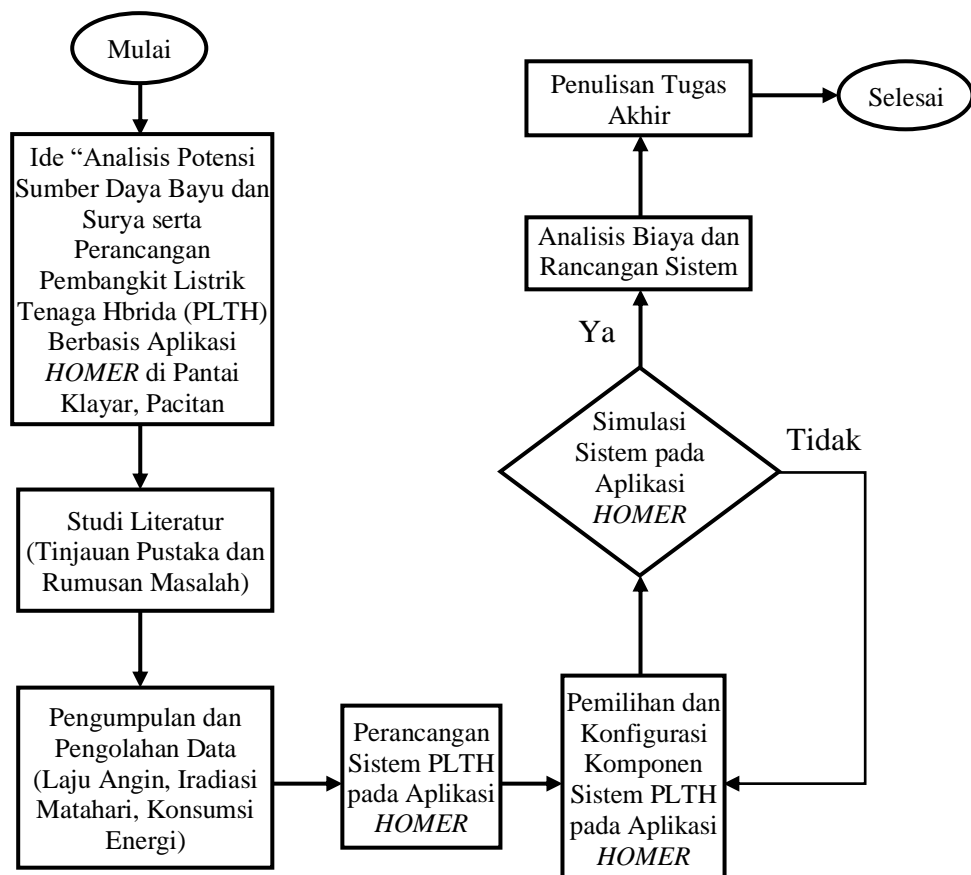 Mulai
Ide “Analisis Potensi
Sumber Daya Bayu dan
Surya serta
Perancangan
Pembangkit Listrik
Tenaga Hbrida (PLTH)
Berbasis Aplikasi
HOMER di Pantai
Klayar, Pacitan
Studi Literatur
(Tinjauan Pustaka dan
Rumusan Masalah)
Pengumpulan dan
Pengolahan Data
(Laju Angin, Iradiasi
Matahari, Konsumsi
Energi)
Perancangan
Sistem PLTH
pada Aplikasi
HOMER
Pemilihan dan
Konfigurasi
Komponen
Sistem PLTH
pada Aplikasi
HOMER
Simulasi
Sistem pada
Aplikasi
HOMER
Tidak
Ya
Analisis Biaya dan
Rancangan Sistem
Penulisan Tugas
Akhir
Selesai